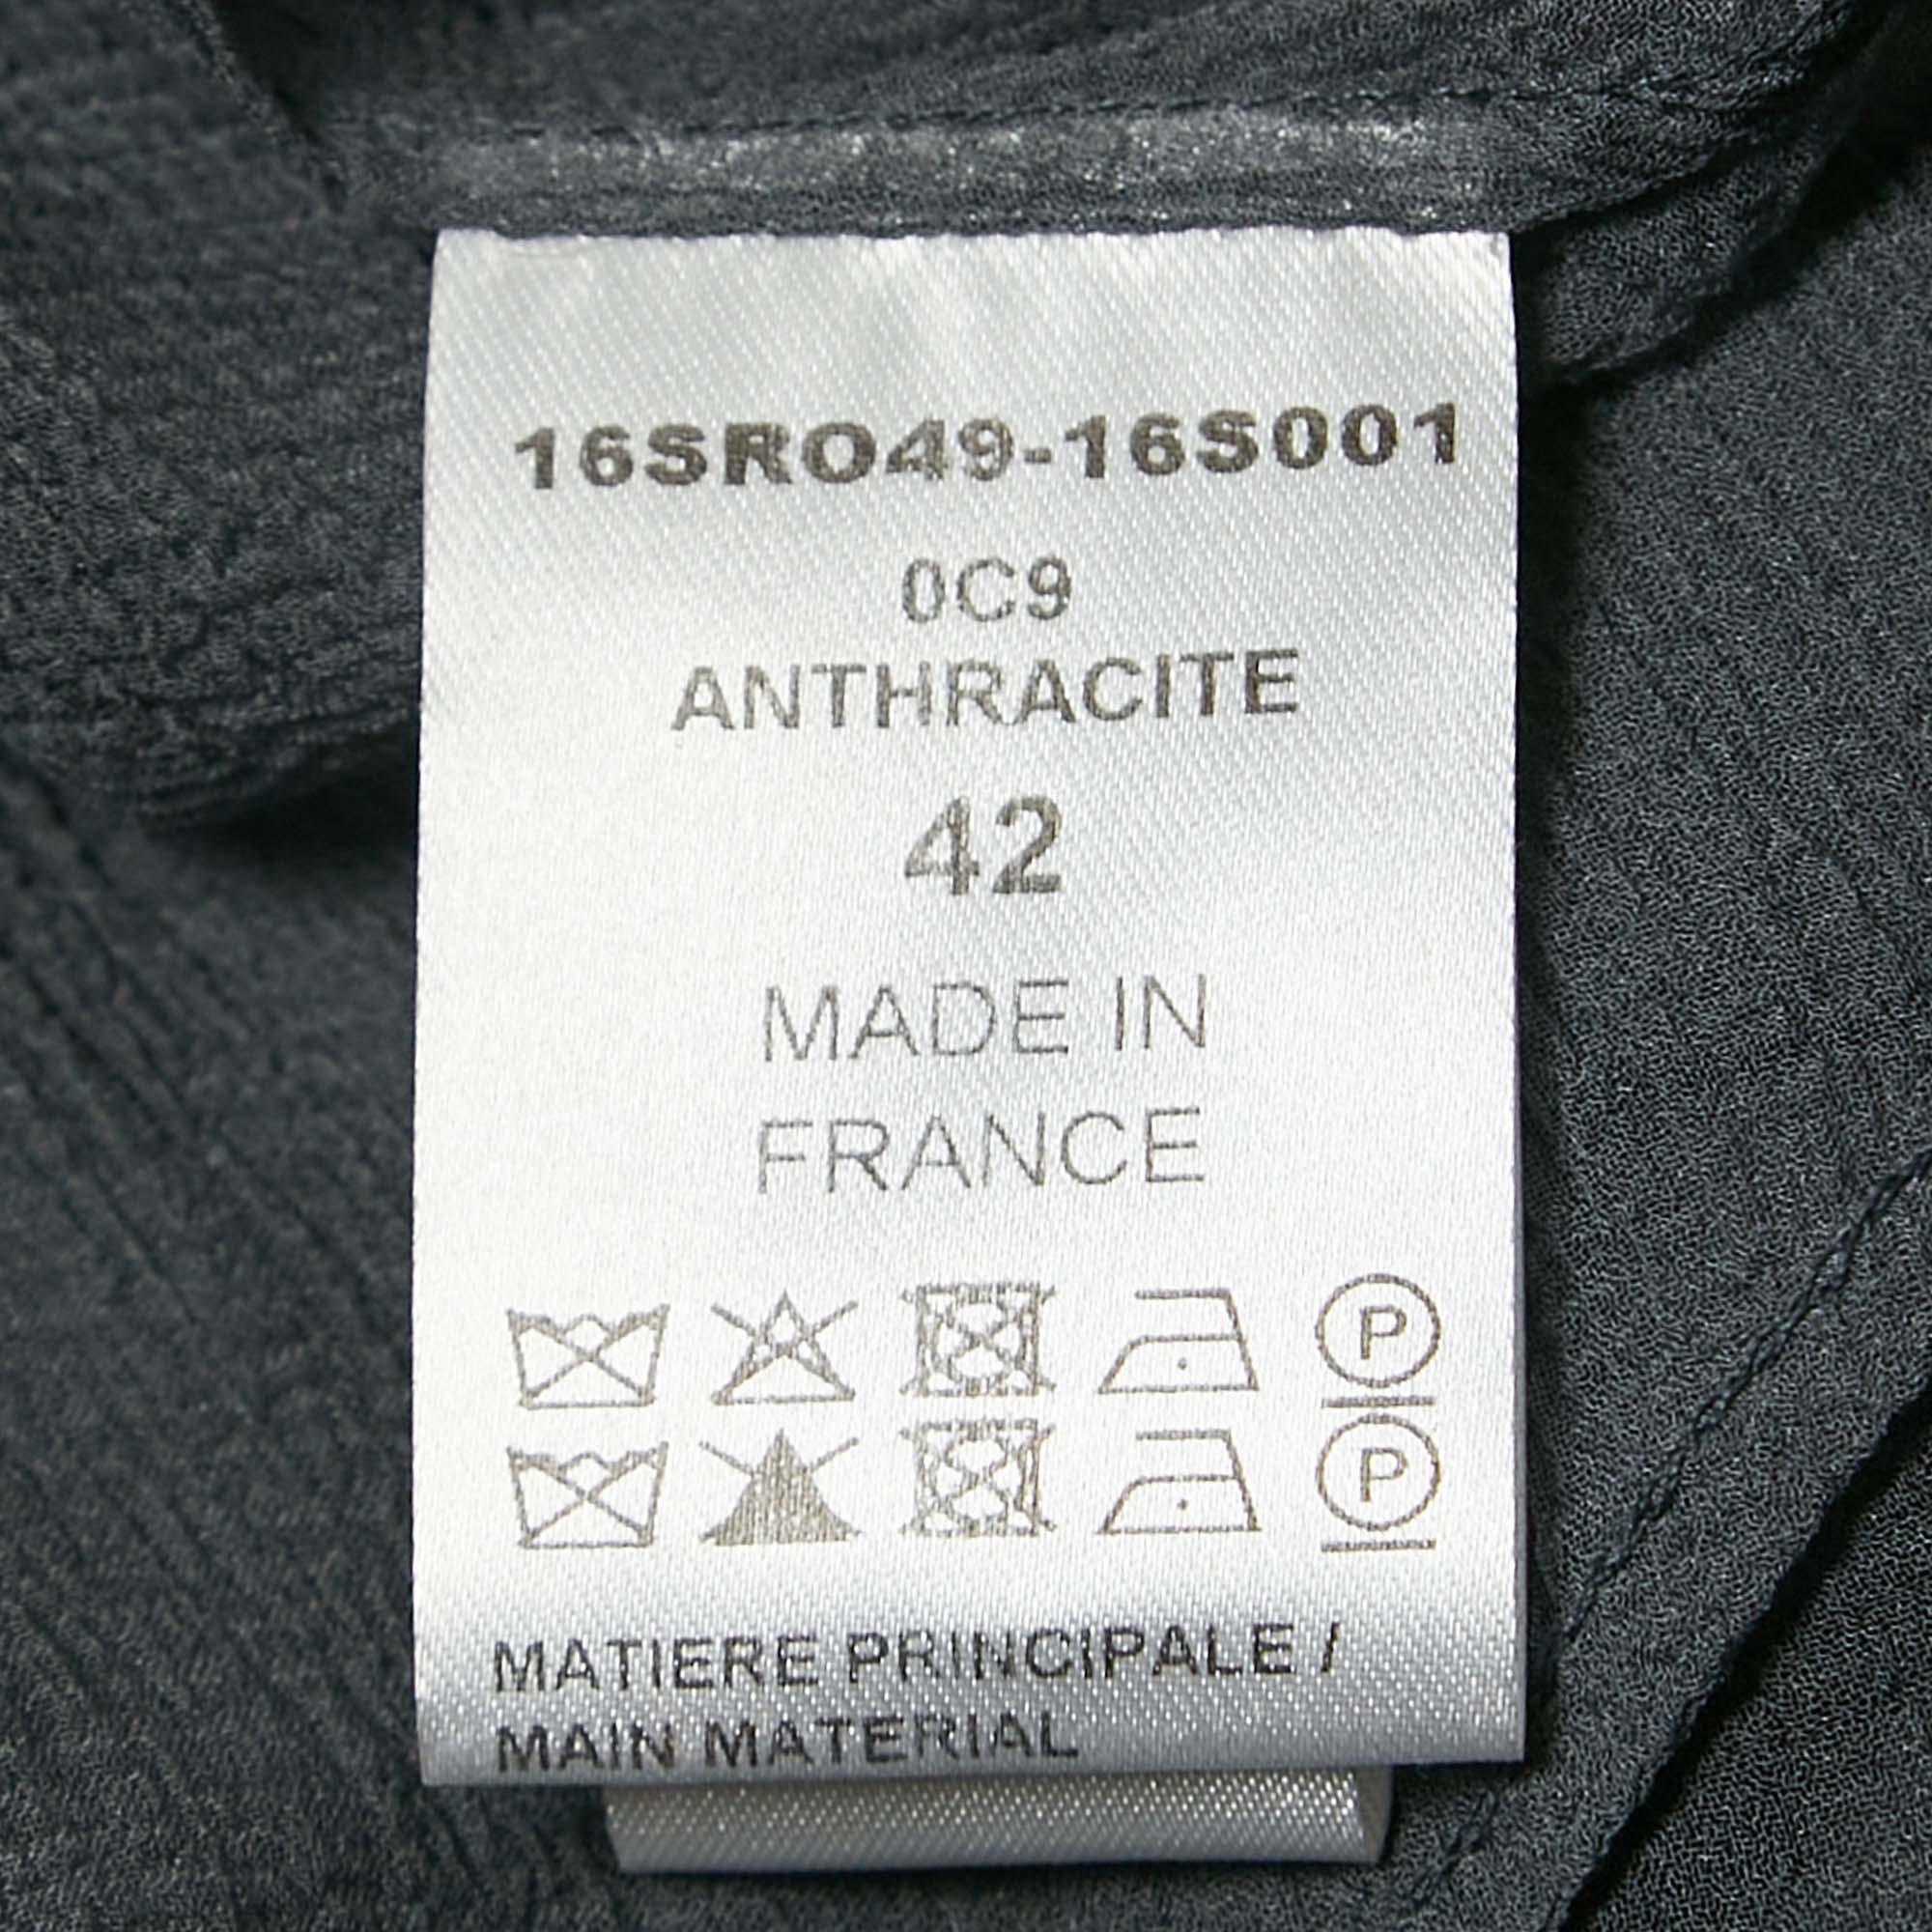 16SRO49-16S001
0C9
ANTHRACITE
42
MADE IN
FRANCE
P
P
MATIERE PRINCIPALE /
MAIN MATERIAL